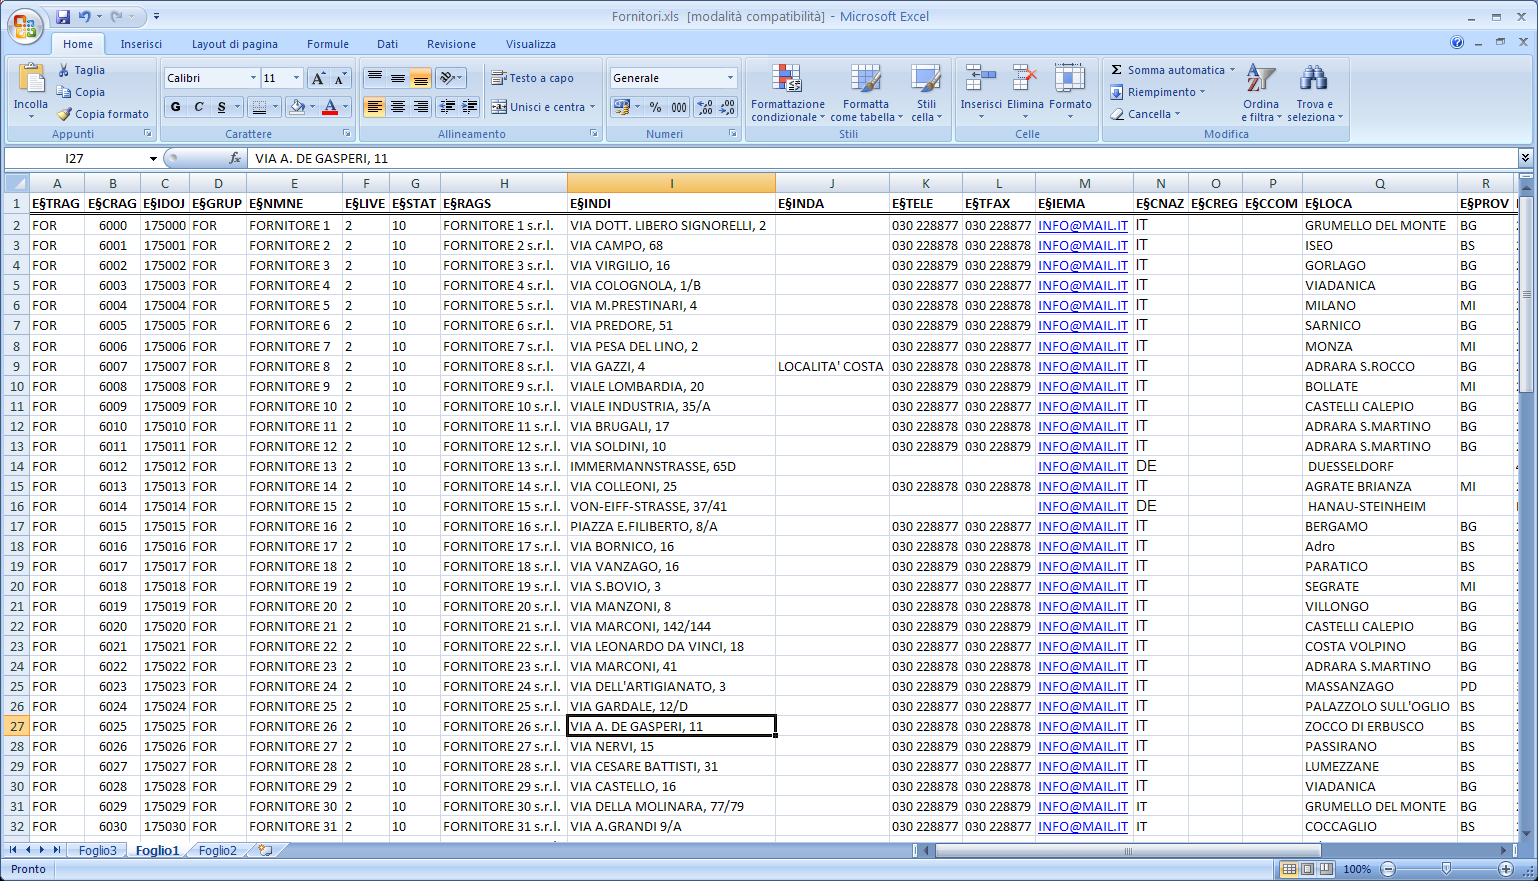 Fornitori.xls  [modalità compatibilità] - Microsoft Excel
Home Inserisci Layout di pagina Formule Dati Revisione Visualizza
Incolla Taglia Copia Copia formato Appunti
Calibri 11 G C S Carattere
Testo a capo Unisci e centra Allineamento
Generale % 000 Numeri
Formattazione condizionale Formatta come tabella Stili cella Stili
Inserisci Elimina Formato Celle
Σ Somma automatica Riempimento Cancella Ordina e filtra Trova e seleziona Modifica
I27 fx VIA A. DE GASPERI, 11
A B C D E F G H I J K L M N O P Q R
1 E§TRAG E§CRAG E§IDOJ E§GRUP E§NMNE E§LIVE E§STAT E§RAGS E§INDI E§INDA E§TELE E§TFAX E§IEMA E§CNAZ E§CREG E§CCOM E§LOCA E§PROV
2 FOR 6000 175000 FOR FORNITORE 1 2 10 FORNITORE 1 s.r.l. VIA DOTT. LIBERO SIGNORELLI, 2 030 228877 030 228877 INFO@MAIL.IT IT GRUMELLO DEL MONTE BG
3 FOR 6001 175001 FOR FORNITORE 2 2 10 FORNITORE 2 s.r.l. VIA CAMPO, 68 030 228878 030 228878 INFO@MAIL.IT IT ISEO BS
4 FOR 6002 175002 FOR FORNITORE 3 2 10 FORNITORE 3 s.r.l. VIA VIRGILIO, 16 030 228879 030 228879 INFO@MAIL.IT IT GORLAGO BG
5 FOR 6003 175003 FOR FORNITORE 4 2 10 FORNITORE 4 s.r.l. VIA COLOGNOLA, 1/B 030 228877 030 228877 INFO@MAIL.IT IT VIADANICA BG
6 FOR 6004 175004 FOR FORNITORE 5 2 10 FORNITORE 5 s.r.l. VIA M.PRESTINARI, 4 030 228878 030 228878 INFO@MAIL.IT IT MILANO MI
7 FOR 6005 175005 FOR FORNITORE 6 2 10 FORNITORE 6 s.r.l. VIA PREDORE, 51 030 228879 030 228879 INFO@MAIL.IT IT SARNICO BG
8 FOR 6006 175006 FOR FORNITORE 7 2 10 FORNITORE 7 s.r.l. VIA PESA DEL LINO, 2 030 228877 030 228877 INFO@MAIL.IT IT MONZA MI
9 FOR 6007 175007 FOR FORNITORE 8 2 10 FORNITORE 8 s.r.l. VIA GAZZI, 4 LOCALITA' COSTA 030 228878 030 228878 INFO@MAIL.IT IT ADRARA S.ROCCO BG
10 FOR 6008 175008 FOR FORNITORE 9 2 10 FORNITORE 9 s.r.l. VIALE LOMBARDIA, 20 030 228879 030 228879 INFO@MAIL.IT IT BOLLATE MI
11 FOR 6009 175009 FOR FORNITORE 10 2 10 FORNITORE 10 s.r.l. VIALE INDUSTRIA, 35/A 030 228877 030 228877 INFO@MAIL.IT IT CASTELLI CALEPIO BG
12 FOR 6010 175010 FOR FORNITORE 11 2 10 FORNITORE 11 s.r.l. VIA BRUGALI, 17 030 228878 030 228878 INFO@MAIL.IT IT ADRARA S.MARTINO BG
13 FOR 6011 175011 FOR FORNITORE 12 2 10 FORNITORE 12 s.r.l. VIA SOLDINI, 10 030 228879 030 228879 INFO@MAIL.IT IT ADRARA S.MARTINO BG
14 FOR 6012 175012 FOR FORNITORE 13 2 10 FORNITORE 13 s.r.l. IMMERMANNSTRASSE, 65D INFO@MAIL.IT DE DUESSELDORF
15 FOR 6013 175013 FOR FORNITORE 14 2 10 FORNITORE 14 s.r.l. VIA COLLEONI, 25 030 228878 030 228878 INFO@MAIL.IT IT AGRATE BRIANZA MI
16 FOR 6014 175014 FOR FORNITORE 15 2 10 FORNITORE 15 s.r.l. VON-EIFF-STRASSE, 37/41 INFO@MAIL.IT DE HANAU-STEINHEIM
17 FOR 6015 175015 FOR FORNITORE 16 2 10 FORNITORE 16 s.r.l. PIAZZA E.FILIBERTO, 8/A 030 228877 030 228877 INFO@MAIL.IT IT BERGAMO BG
18 FOR 6016 175016 FOR FORNITORE 17 2 10 FORNITORE 17 s.r.l. VIA BORNICO, 16 030 228878 030 228878 INFO@MAIL.IT IT Adro BS
19 FOR 6017 175017 FOR FORNITORE 18 2 10 FORNITORE 18 s.r.l. VIA VANZAGO, 16 030 228879 030 228879 INFO@MAIL.IT IT PARATICO BS
20 FOR 6018 175018 FOR FORNITORE 19 2 10 FORNITORE 19 s.r.l. VIA S.BOVIO, 3 030 228877 030 228877 INFO@MAIL.IT IT SEGRATE MI
21 FOR 6019 175019 FOR FORNITORE 20 2 10 FORNITORE 20 s.r.l. VIA MANZONI, 8 030 228878 030 228878 INFO@MAIL.IT IT VILLONGO BG
22 FOR 6020 175020 FOR FORNITORE 21 2 10 FORNITORE 21 s.r.l. VIA MARCONI, 142/144 030 228879 030 228879 INFO@MAIL.IT IT CASTELLI CALEPIO BG
23 FOR 6021 175021 FOR FORNITORE 22 2 10 FORNITORE 22 s.r.l. VIA LEONARDO DA VINCI, 18 030 228877 030 228877 INFO@MAIL.IT IT COSTA VOLPINO BG
24 FOR 6022 175022 FOR FORNITORE 23 2 10 FORNITORE 23 s.r.l. VIA MARCONI, 41 030 228878 030 228878 INFO@MAIL.IT IT ADRARA S.MARTINO BG
25 FOR 6023 175023 FOR FORNITORE 24 2 10 FORNITORE 24 s.r.l. VIA DELL'ARTIGIANATO, 3 030 228879 030 228879 INFO@MAIL.IT IT MASSANZAGO PD
26 FOR 6024 175024 FOR FORNITORE 25 2 10 FORNITORE 25 s.r.l. VIA GARDALE, 12/D 030 228877 030 228877 INFO@MAIL.IT IT PALAZZOLO SULL'OGLIO BS
27 FOR 6025 175025 FOR FORNITORE 26 2 10 FORNITORE 26 s.r.l. VIA A. DE GASPERI, 11 030 228878 030 228878 INFO@MAIL.IT IT ZOCCO DI ERBUSCO BS
28 FOR 6026 175026 FOR FORNITORE 27 2 10 FORNITORE 27 s.r.l. VIA NERVI, 15 030 228879 030 228879 INFO@MAIL.IT IT PASSIRANO BS
29 FOR 6027 175027 FOR FORNITORE 28 2 10 FORNITORE 28 s.r.l. VIA CESARE BATTISTI, 31 030 228877 030 228877 INFO@MAIL.IT IT LUMEZZANE BS
30 FOR 6028 175028 FOR FORNITORE 29 2 10 FORNITORE 29 s.r.l. VIA CASTELLO, 16 030 228878 030 228878 INFO@MAIL.IT IT VIADANICA BG
31 FOR 6029 175029 FOR FORNITORE 30 2 10 FORNITORE 30 s.r.l. VIA DELLA MOLINARA, 77/79 030 228879 030 228879 INFO@MAIL.IT IT GRUMELLO DEL MONTE BG
32 FOR 6030 175030 FOR FORNITORE 31 2 10 FORNITORE 31 s.r.l. VIA A.GRANDI 9/A 030 228877 030 228877 INFO@MAIL.IT IT COCCAGLIO BS
Foglio3 Foglio1 Foglio2
Pronto 100%